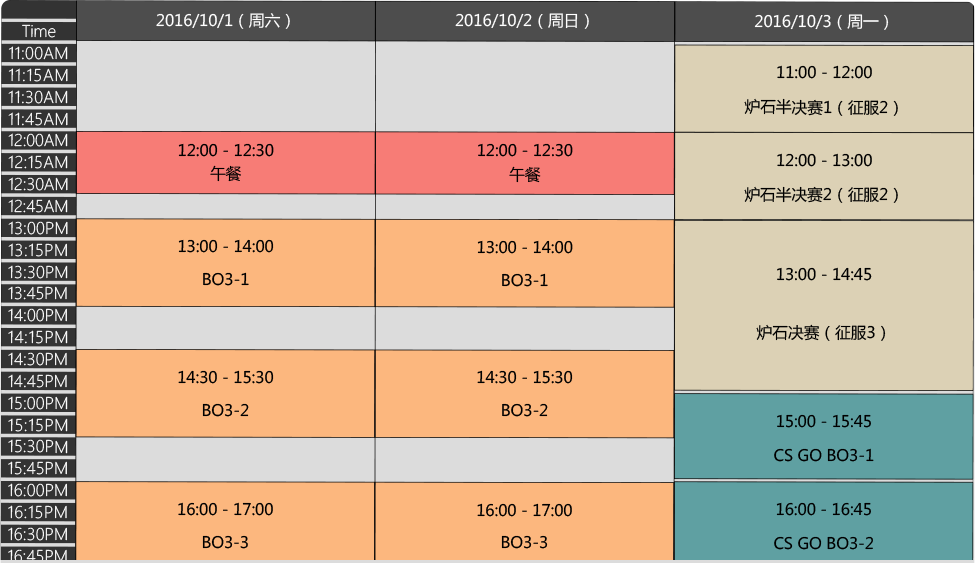 2016/10/1（周六）
2016/10/2（周日）
2016/10/3（周一）
Time
11:00AM
11:15AM
11:30AM
11:45AM
12:00AM
12:15AM
12:30AM
12:45AM
13:00PM
13:15PM
13:30PM
13:45PM
14:00PM
14:15PM
14:30PM
14:45PM
15:00PM
15:15PM
15:30PM
15:45PM
16:00PM
16:15PM
16:30PM
16:45PM
12:00 - 12:30
午餐
13:00 - 14:00
BO3-1
14:30 - 15:30
BO3-2
16:00 - 17:00
BO3-3
12:00 - 12:30
午餐
13:00 - 14:00
BO3-1
14:30 - 15:30
BO3-2
16:00 - 17:00
BO3-3
11:00 - 12:00
炉石半决赛1（征服2）
12:00 - 13:00
炉石半决赛2（征服2）
13:00 - 14:45
炉石决赛（征服3）
15:00 - 15:45
CS GO BO3-1
16:00 - 16:45
CS GO BO3-2